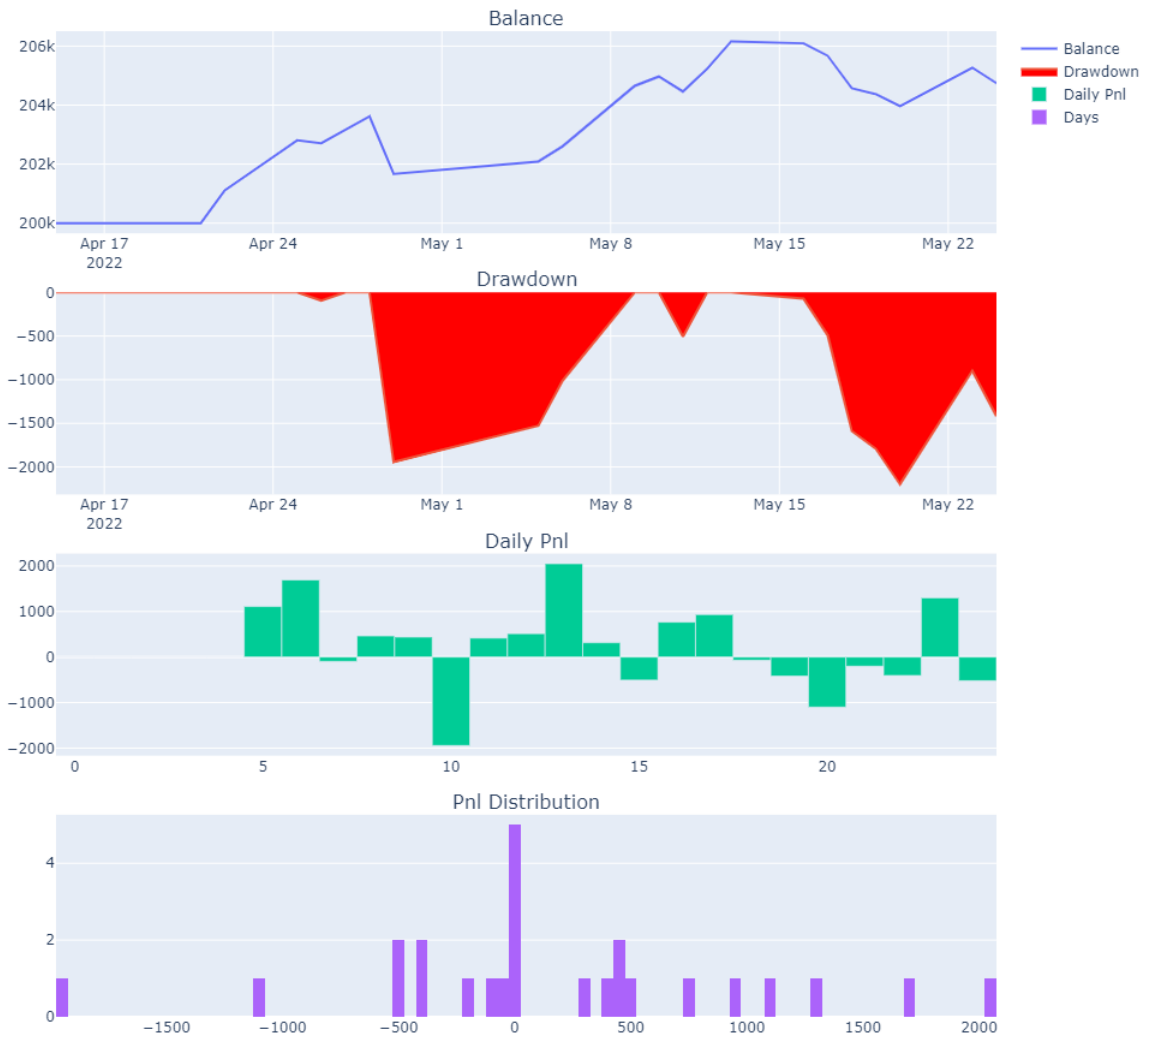 Balance
206k
204k
202k
200k
Apr 17
2022
Apr 24
May 1
May 8
May 15
May 22
Balance
Drawdown
Daily Pnl
Days
Drawdown
0
−500
−1000
−1500
−2000
Apr 17
2022
Apr 24
May 1
May 8
May 15
May 22
Daily Pnl
2000
1000
0
−1000
−2000
0
5
10
15
20
Pnl Distribution
4
2
0
−1500
−1000
−500
0
500
1000
1500
2000